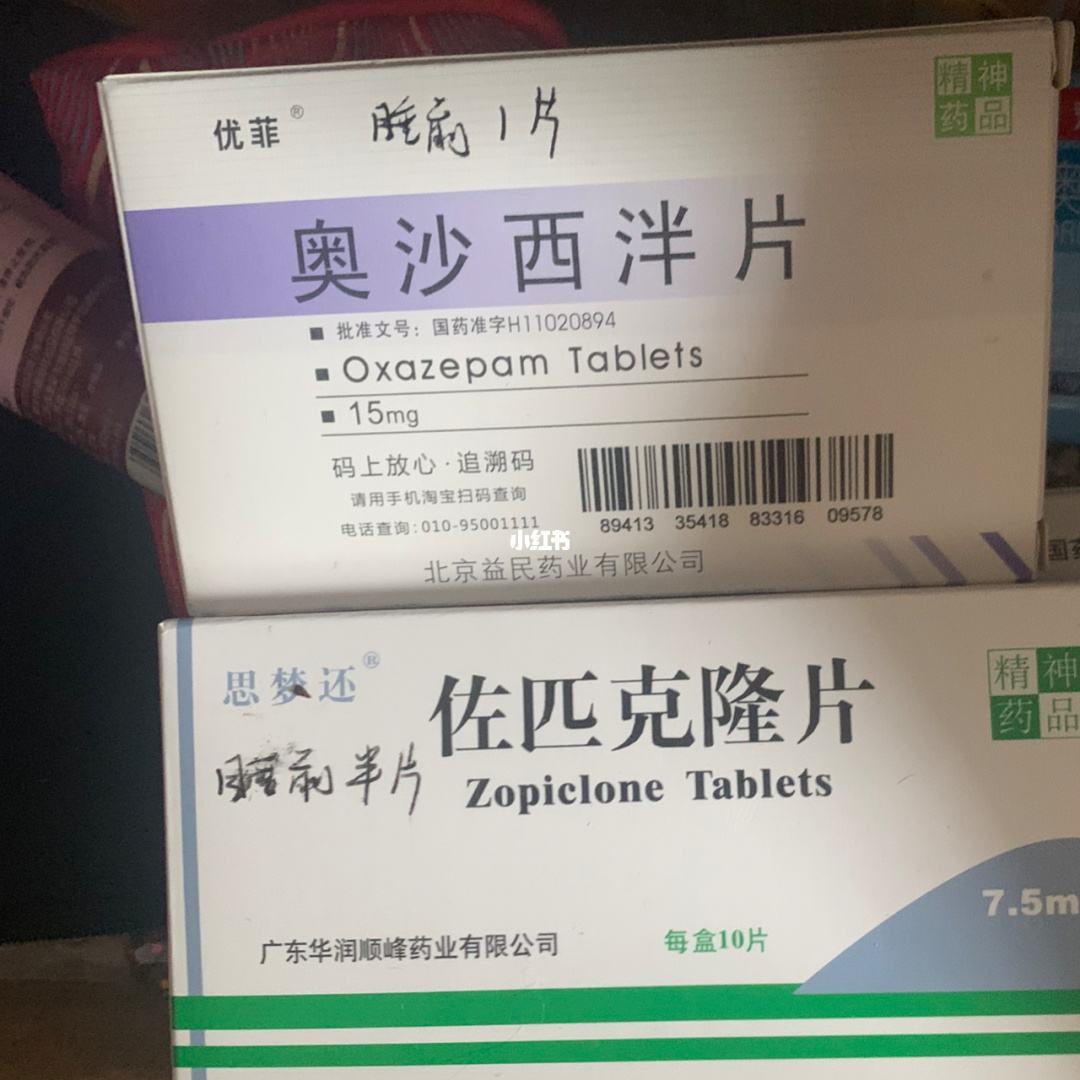 优菲®
睡前1片
精神
药品
奥沙西泮片
■ 批准文号：国药准字H11020894
■ Oxazepam Tablets
■ 15mg
码上放心·追溯码
请用手机淘宝扫码查询
电话查询：010-95001111
89413 35418 83316 09578
小红书
北京益民药业有限公司
国
思梦还®
佐匹克隆片
精神
药品
睡前半片
Zopiclone Tablets
7.5m
广东华润顺峰药业有限公司
每盒10片